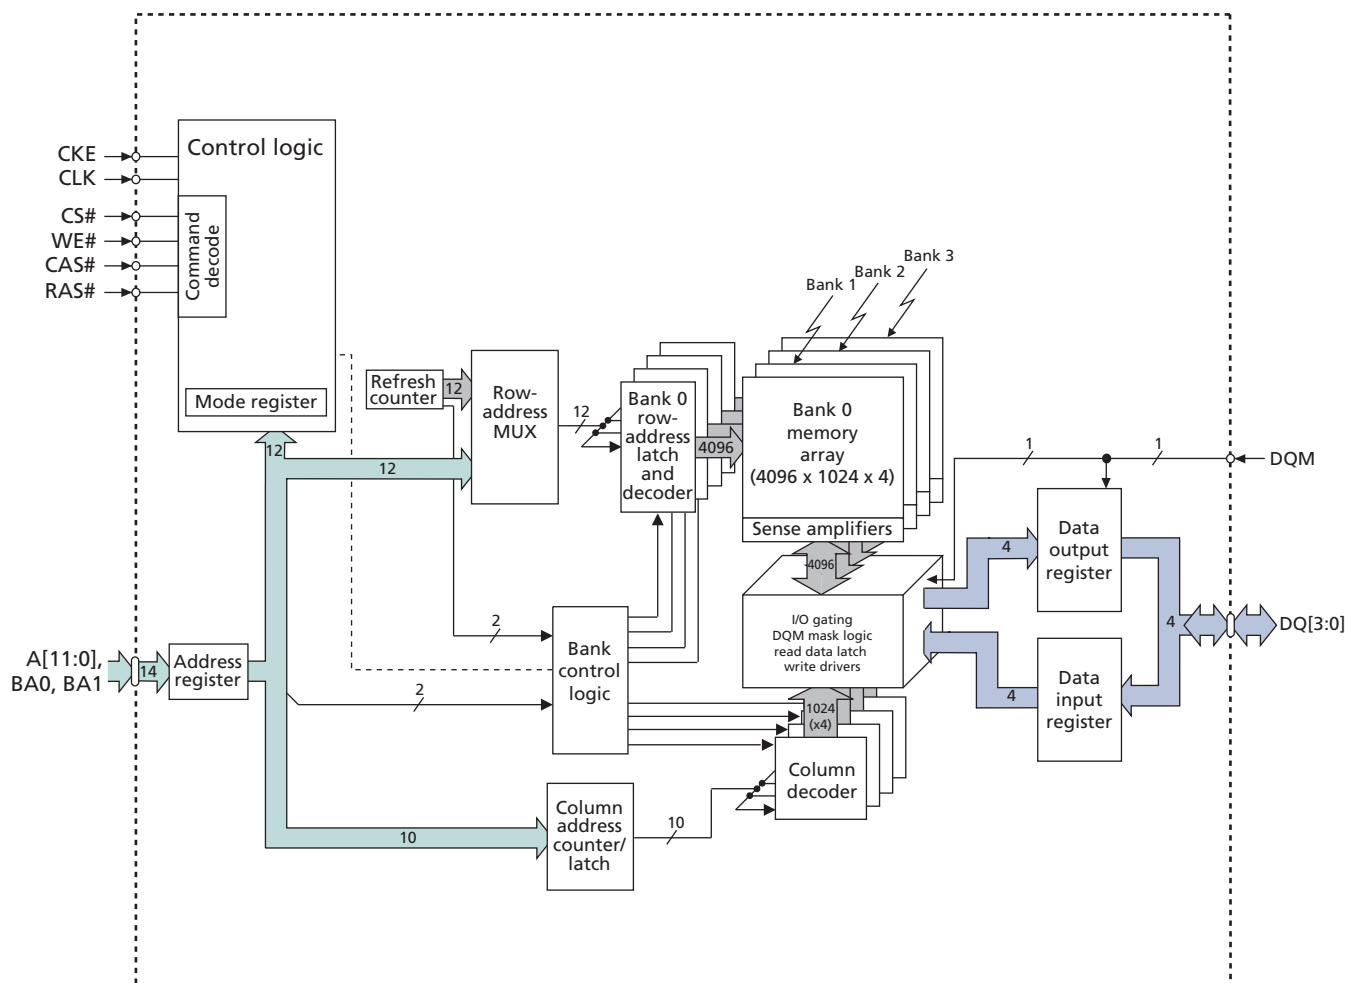 Control logic
CKE
CLK
CS#
WE#
CAS#
RAS#
Command
decode
Mode register
12
12
Refresh
counter
12
Row-
address
MUX
12
Bank 0
row-
address
latch
and
decoder
4096
Bank 1
Bank 2
Bank 3
Bank 0
memory
array
(4096 x 1024 x 4)
Sense amplifiers
4096
I/O gating
DQM mask logic
read data latch
write drivers
1
1
DQM
Data
output
register
4
4
DQ[3:0]
Data
input
register
4
A[11:0],
BA0, BA1
14
Address
register
2
2
Bank
control
logic
1024
(x4)
Column
decoder
10
Column
address
counter/
latch
10